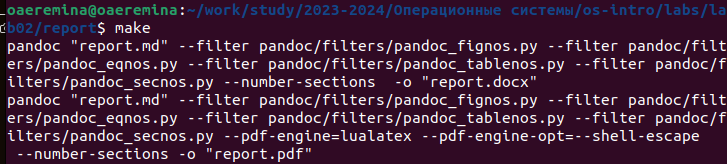 oaeremina@oaeremina:~/work/study/2023-2024/Операционные системы/os-intro/labs/la
b02/report$ make
pandoc "report.md" --filter pandoc/filters/pandoc_fignos.py --filter pandoc/filt
ers/pandoc_eqnos.py --filter pandoc/filters/pandoc_tablenos.py --filter pandoc/f
ilters/pandoc_secnos.py --number-sections  -o "report.docx"
pandoc "report.md" --filter pandoc/filters/pandoc_fignos.py --filter pandoc/filt
ers/pandoc_eqnos.py --filter pandoc/filters/pandoc_tablenos.py --filter pandoc/f
ilters/pandoc_secnos.py --pdf-engine=lualatex --pdf-engine-opt=--shell-escape
 --number-sections -o "report.pdf"